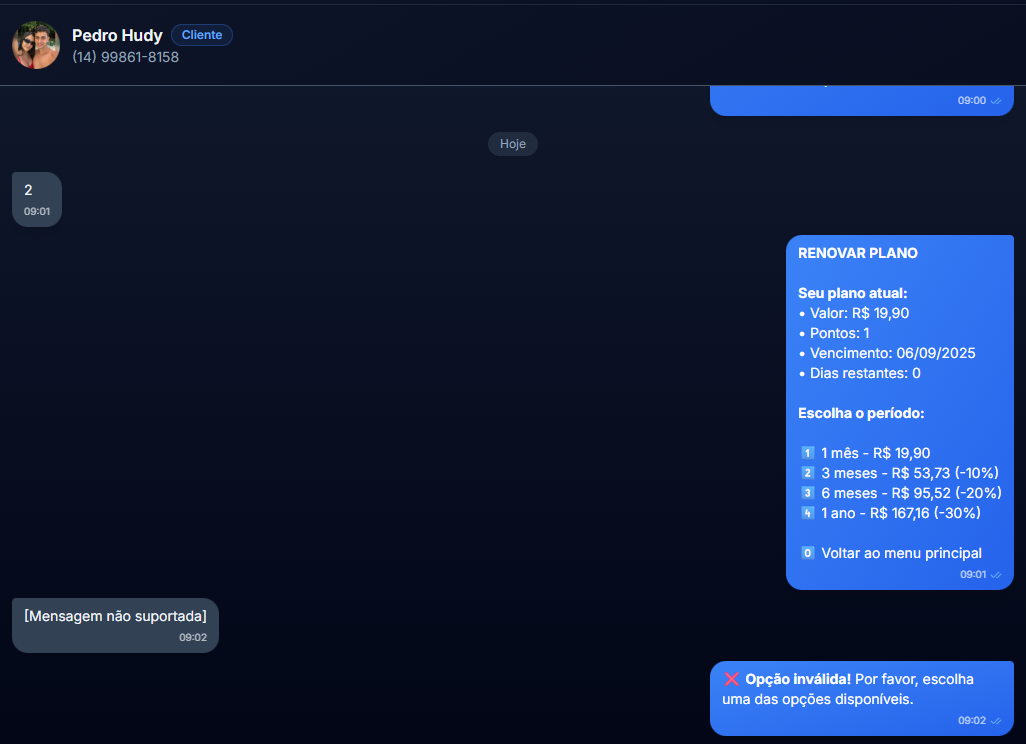 Pedro Hudy Cliente
(14) 99861-8158
09:00
Hoje
2
09:01
RENOVAR PLANO
Seu plano atual:
• Valor: R$ 19,90
• Pontos: 1
• Vencimento: 06/09/2025
• Dias restantes: 0
Escolha o período:
1️⃣ 1 mês - R$ 19,90
2️⃣ 3 meses - R$ 53,73 (-10%)
3️⃣ 6 meses - R$ 95,52 (-20%)
4️⃣ 1 ano - R$ 167,16 (-30%)
0️⃣ Voltar ao menu principal
09:01
[Mensagem não suportada]
09:02
❌ Opção inválida! Por favor, escolha
uma das opções disponíveis.
09:02